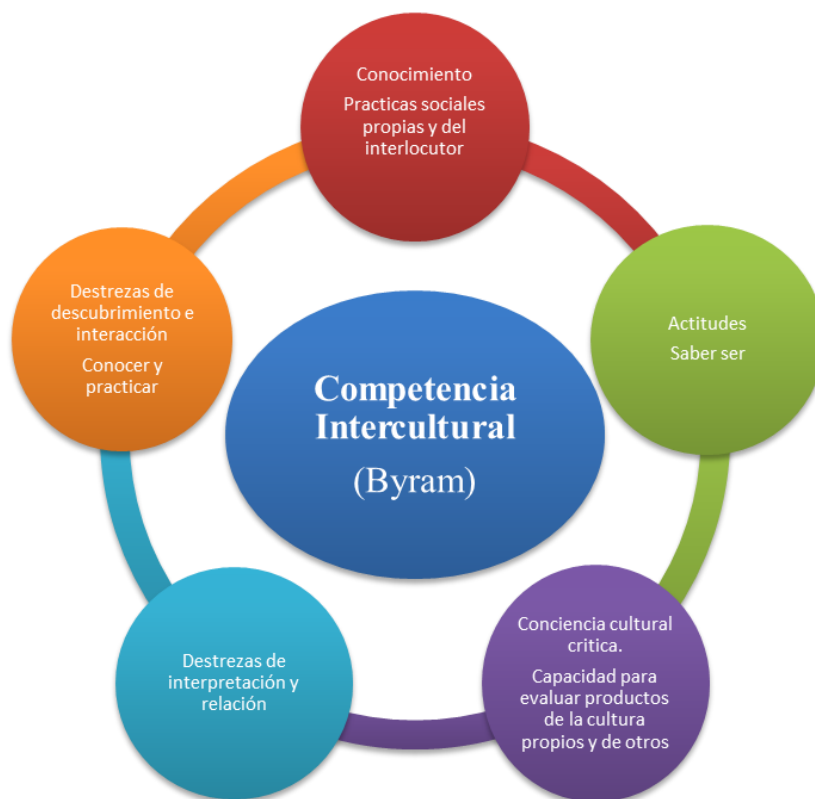 Conocimiento
Practicas sociales
propias y del
interlocutor
Actitudes
Saber ser
Conciencia cultural
critica.
Capacidad para
evaluar productos
de la cultura
propios y de otros
Destrezas de
interpretación y
relación
Destrezas de
descubrimiento e
interacción
Conocer y
practicar
Competencia
Intercultural
(Byram)